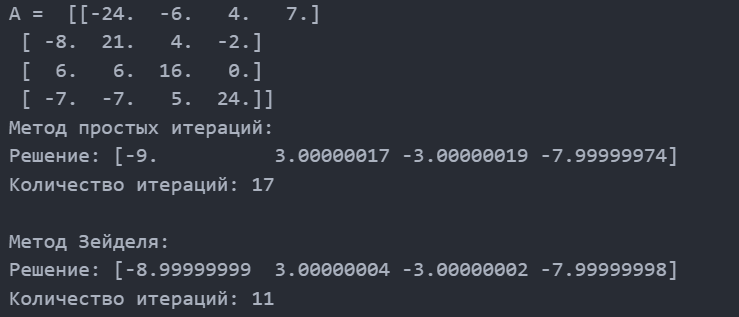 A =  [[-24.  -6.   4.   7.]
 [ -8.  21.   4.  -2.]
 [  6.   6.  16.   0.]
 [ -7.  -7.   5.  24.]]
Метод простых итераций:
Решение: [-9.          3.00000017 -3.00000019 -7.99999974]
Количество итераций: 17

Метод Зейделя:
Решение: [-8.99999999  3.00000004 -3.00000002 -7.99999998]
Количество итераций: 11